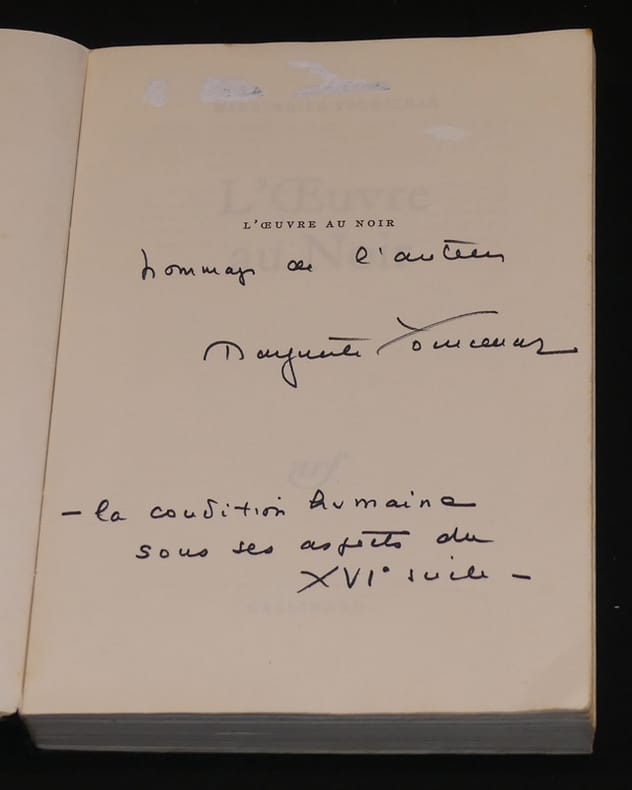 L'ŒUVRE AU NOIR
hommage de l'auteur
Marguerite Yourcenar
— la condition humaine
sous ses aspects du
XVIe siècle —